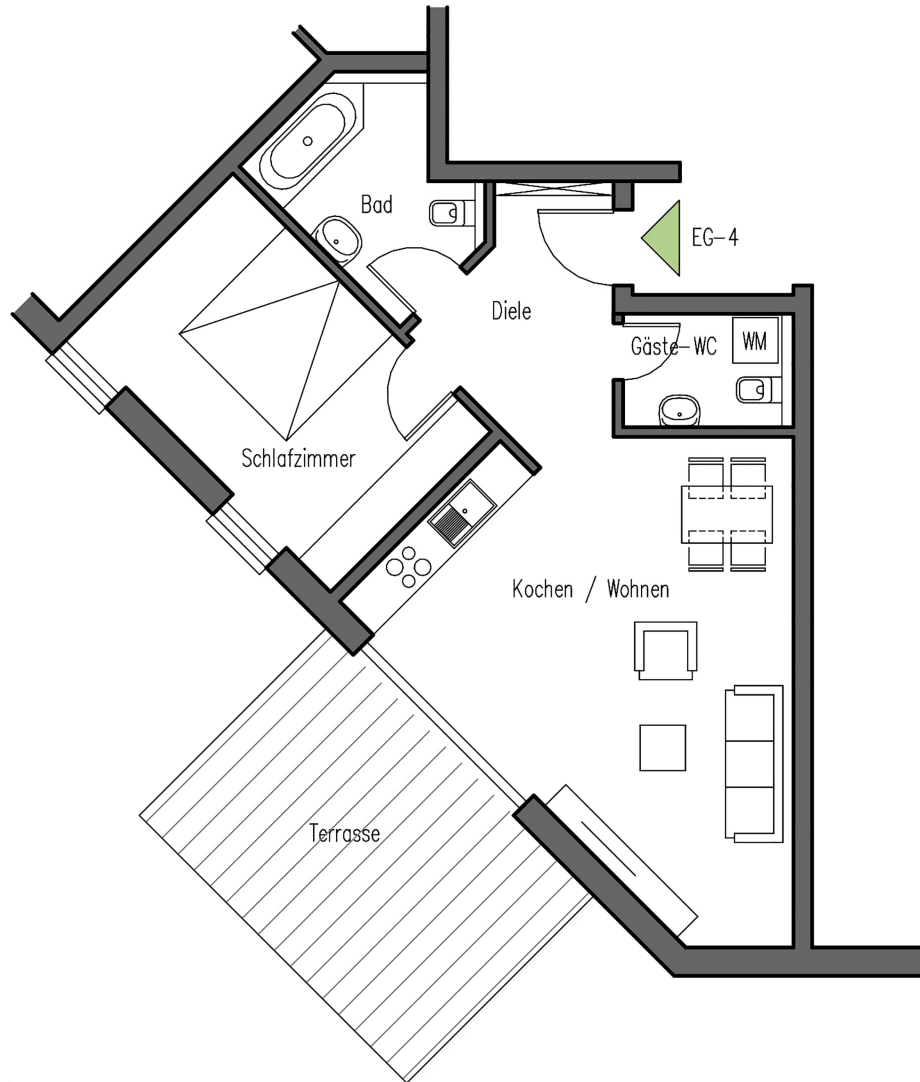 Bad
EG-4
Diele
Gäste-WC
WM
Schlafzimmer
Kochen / Wohnen
Terrasse